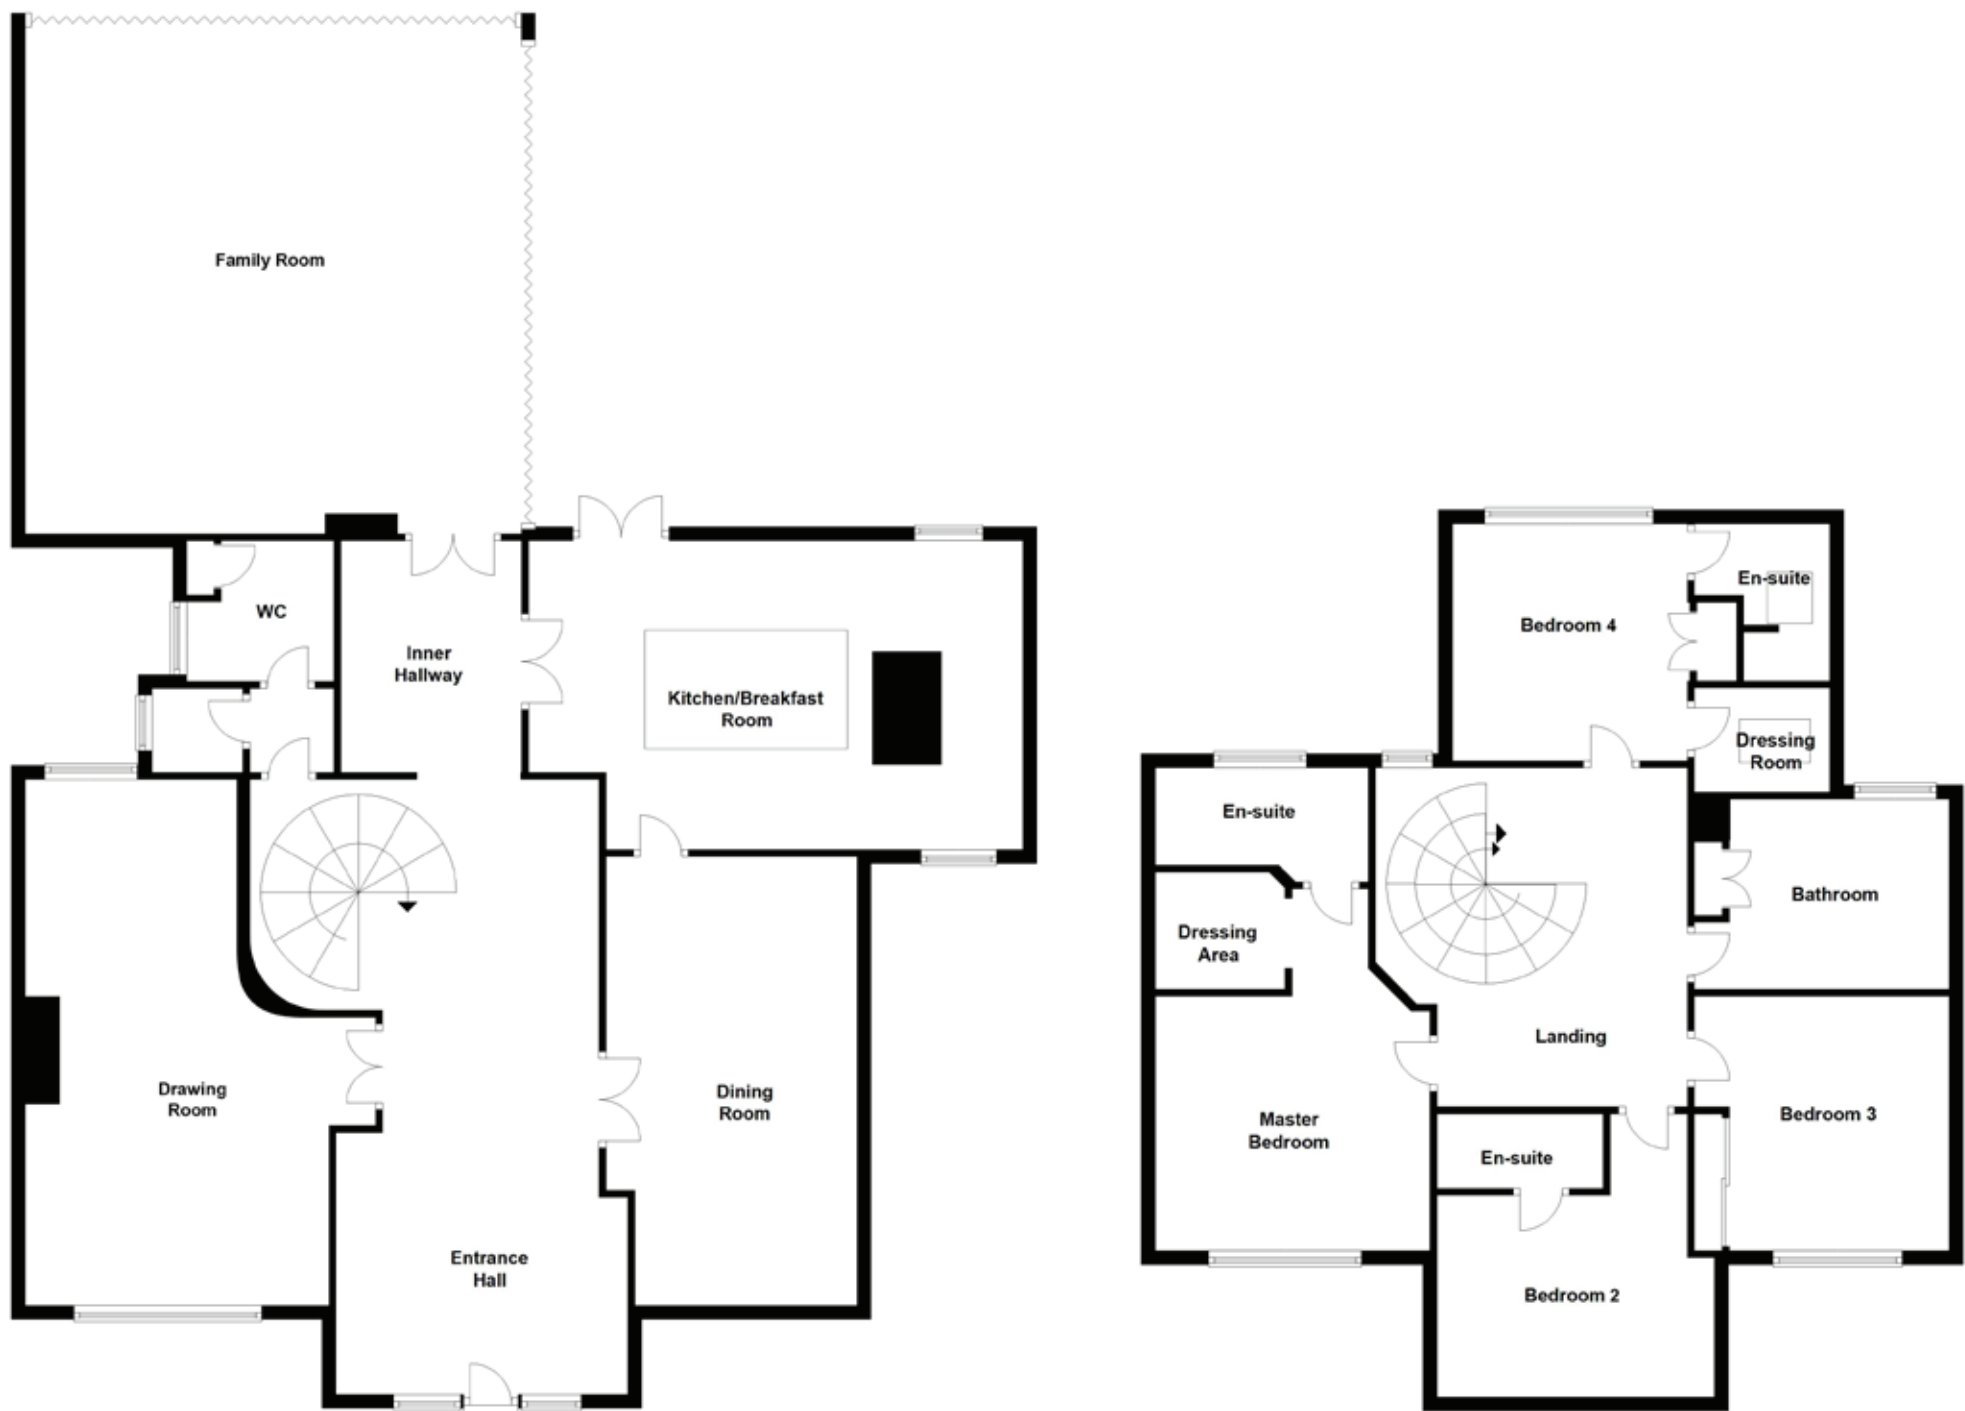 Family Room
WC
Inner
Hallway
Kitchen/Breakfast
Room
Drawing
Room
Dining
Room
Entrance
Hall
Bedroom 4
En-suite
Dressing
Room
En-suite
Dressing
Area
Bathroom
Landing
Master
Bedroom
En-suite
Bedroom 3
Bedroom 2